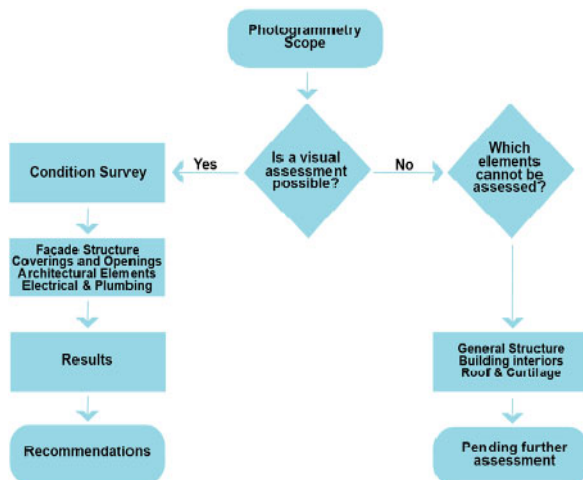 Photogrammetry
Scope
Is a visual
assessment
possible?
Yes
No
Which
elements
cannot be
assessed?
Condition Survey
Façade Structure
Coverings and Openings
Architectural Elements
Electrical & Plumbing
Results
Recommendations
General Structure
Building interiors
Roof & Curtilage
Pending further
assessment